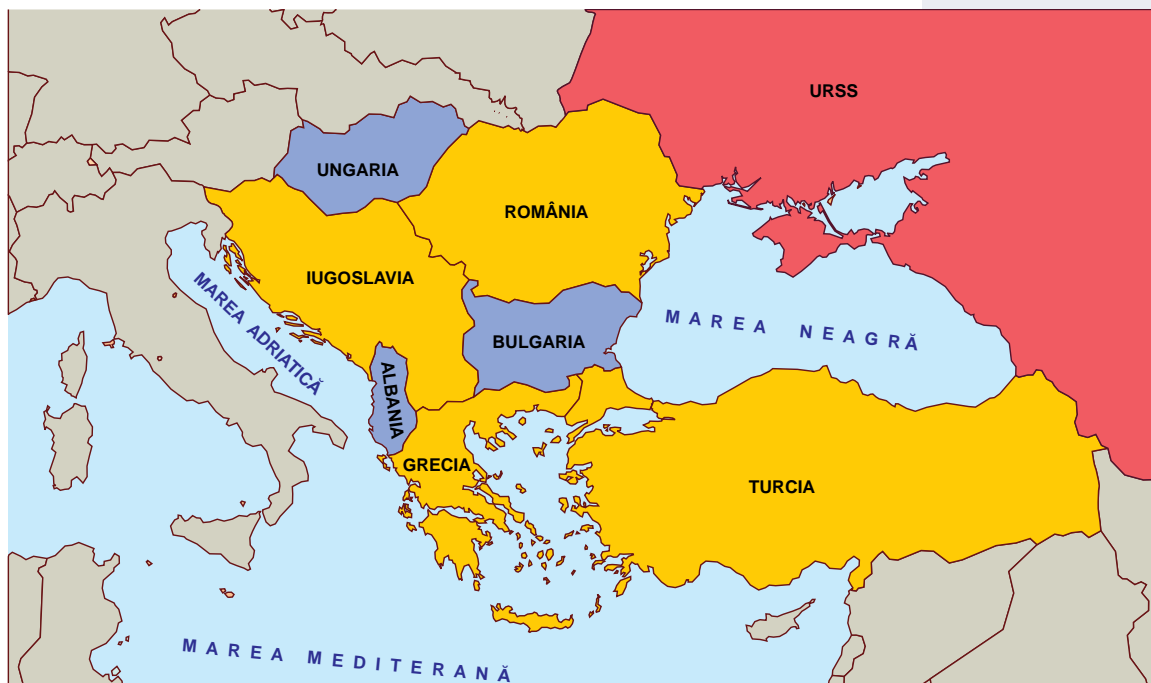 URSS
UNGARIA
ROMÂNIA
IUGOSLAVIA
MAREA ADRIATICĂ
MAREA NEAGRĂ
BULGARIA
ALBANIA
GRECIA
TURCIA
MAREA MEDITERANĂ